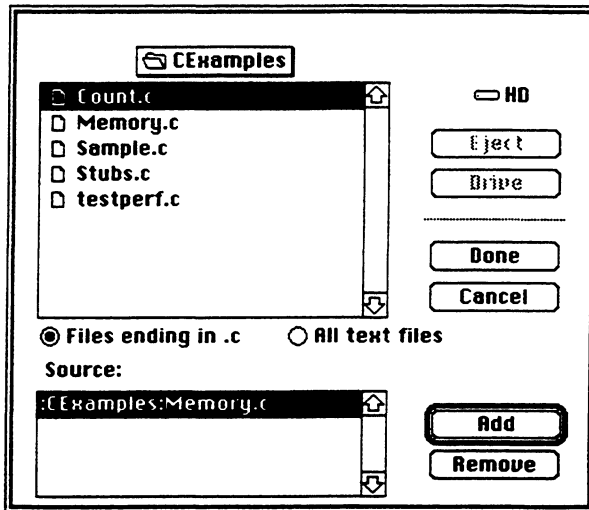 CExamples
Count.c
Memory.c
Sample.c
Stubs.c
testperf.c
HD
Eject
Drive
Done
Cancel
Files ending in .c
All text files
Source:
:CExamples:Memory.c
Add
Remove